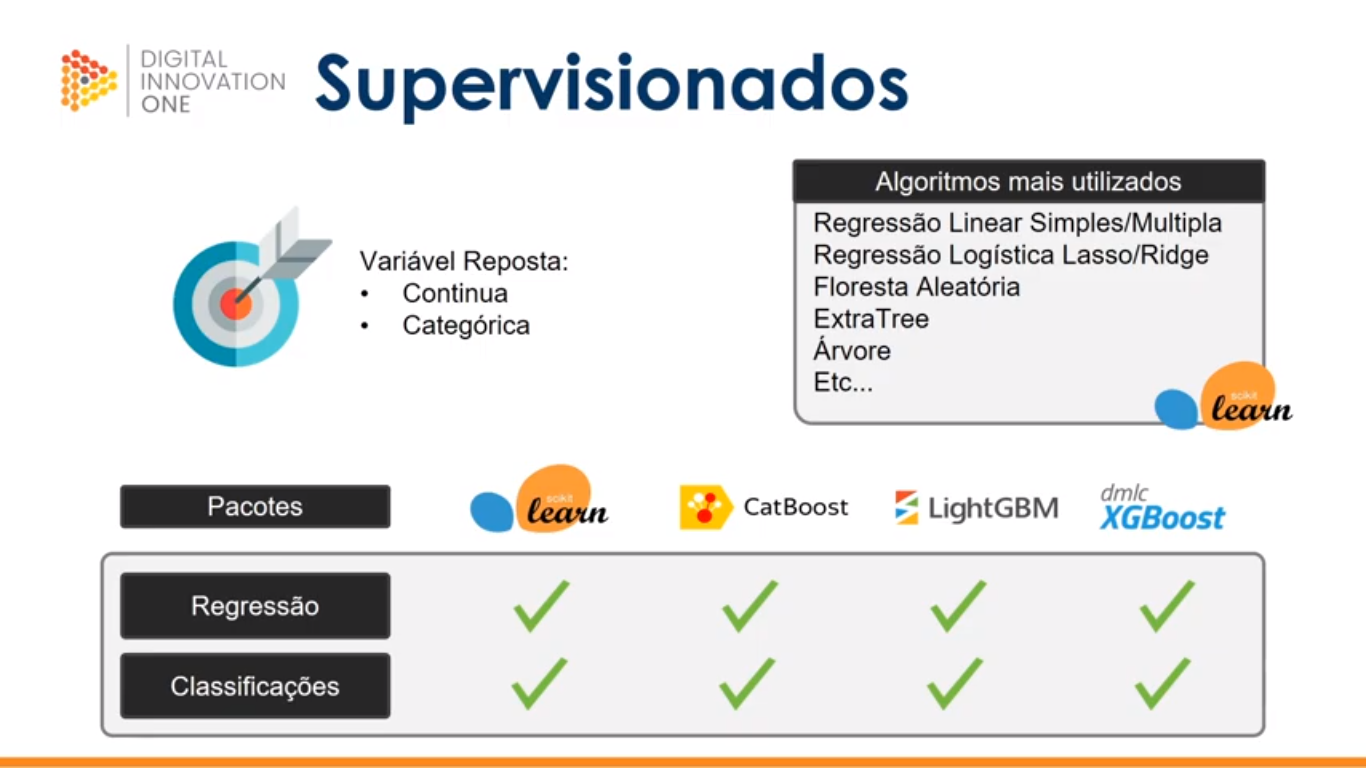 DIGITAL
INNOVATION
ONE
Supervisionados
Algoritmos mais utilizados
Regressão Linear Simples/Multipla
Regressão Logística Lasso/Ridge
Floresta Aleatória
ExtraTree
Árvore
Etc...
scikit
learn
Variável Reposta:
• Continua
• Categórica
Pacotes
scikit
learn
CatBoost
LightGBM
dmlc
XGBoost
Regressão
Classificações